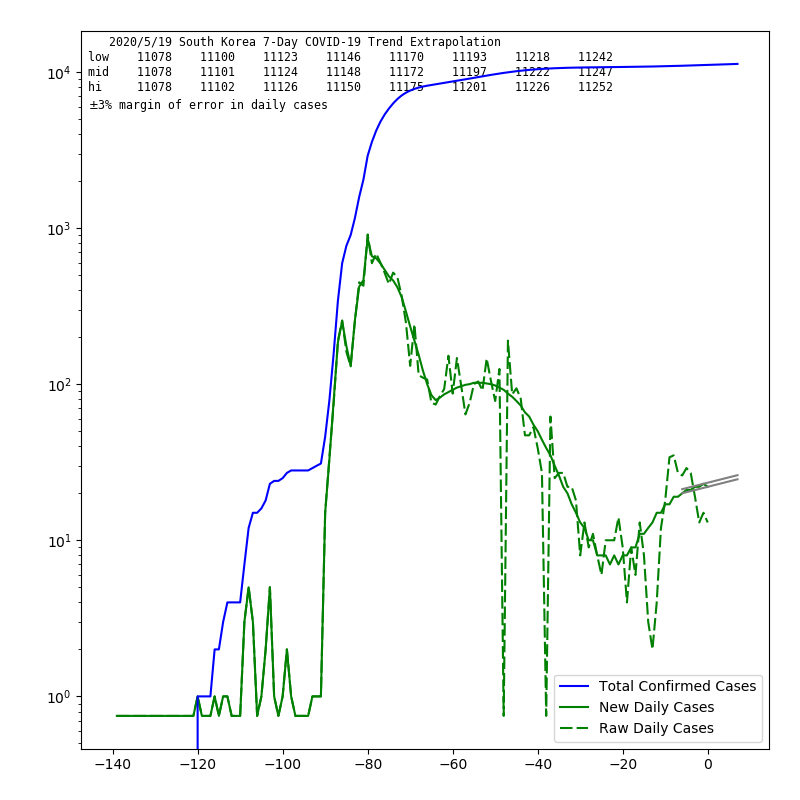 2020/5/19 South Korea 7-Day COVID-19 Trend Extrapolation
low 11078 11100 11123 11146 11170 11193 11218 11242
mid 11078 11101 11124 11148 11172 11197 11222 11247
hi 11078 11102 11126 11150 11175 11201 11226 11252
±3% margin of error in daily cases
10⁴
10³
10²
10¹
10⁰
Total Confirmed Cases
New Daily Cases
Raw Daily Cases
−140 −120 −100 −80 −60 −40 −20 0